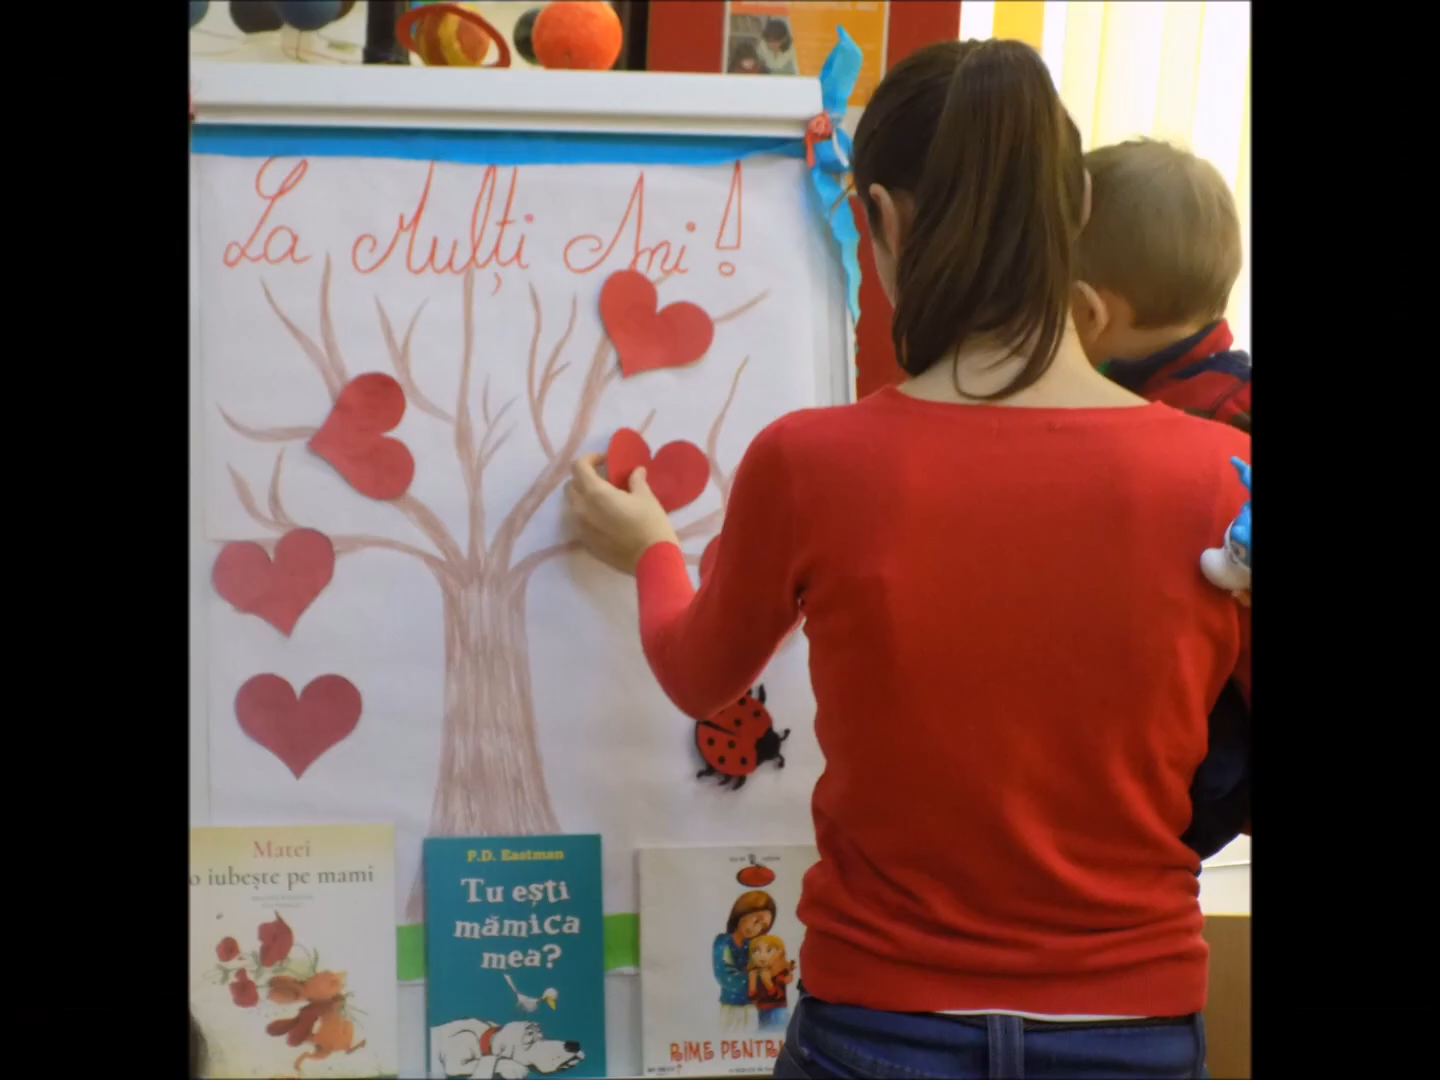 La Mulți Ani!
Matei
o iubește pe mami
P.D. Eastman
Tu ești
mămica
mea?
RIME PENTRU